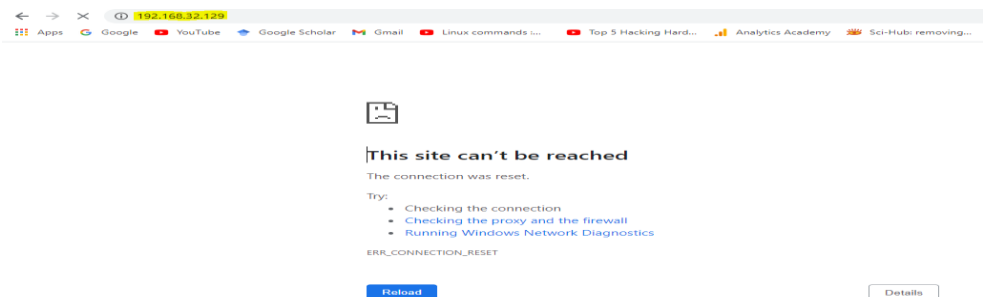 192.168.32.129
Apps Google YouTube Google Scholar Gmail Linux commands :... Top 5 Hacking Hard... Analytics Academy Sci-Hub: removing...
This site can't be reached
The connection was reset.
Try:
• Checking the connection
• Checking the proxy and the firewall
• Running Windows Network Diagnostics
ERR_CONNECTION_RESET
Reload Details